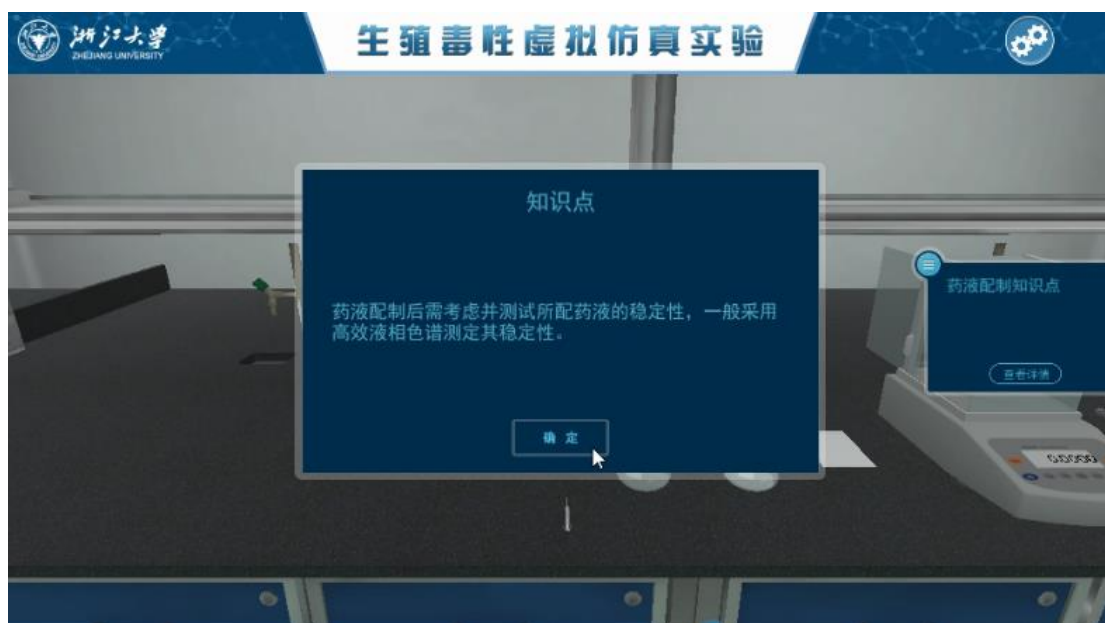 浙江大学
ZHEJIANG UNIVERSITY
生殖毒性虚拟仿真实验
知识点
药液配制后需考虑并测试所配药液的稳定性，一般采用
高效液相色谱测定其稳定性。
确定
药液配制知识点
查看详情